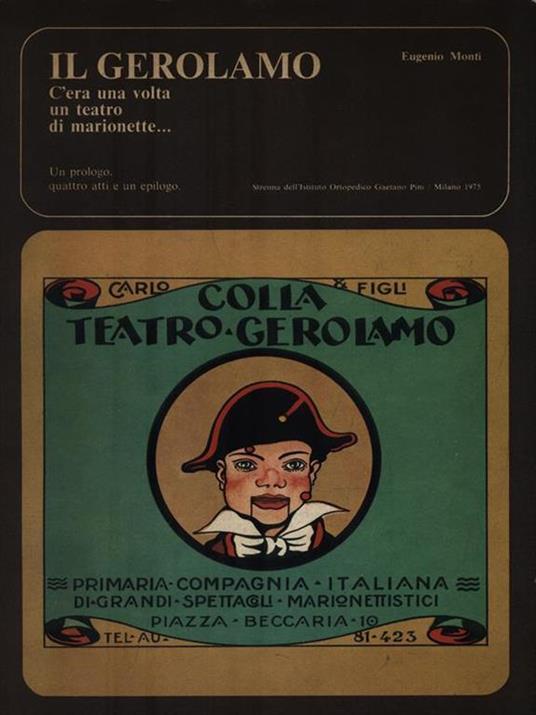 IL GEROLAMO
Eugenio Monti
C'era una volta
un teatro
di marionette...
Un prologo.
quattro atti e un epilogo.
Strenna dell'Istituto Ortopedico Gaetano Pini / Milano 1975
CARLO & FIGLI
COLLA
TEATRO·GEROLAMO
PRIMARIA·COMPAGNIA·ITALIANA
DI·GRANDI·SPETTACLI·MARIONETTISTICI
PIAZZA·BECCARIA·10
TEL·AU· 81-423